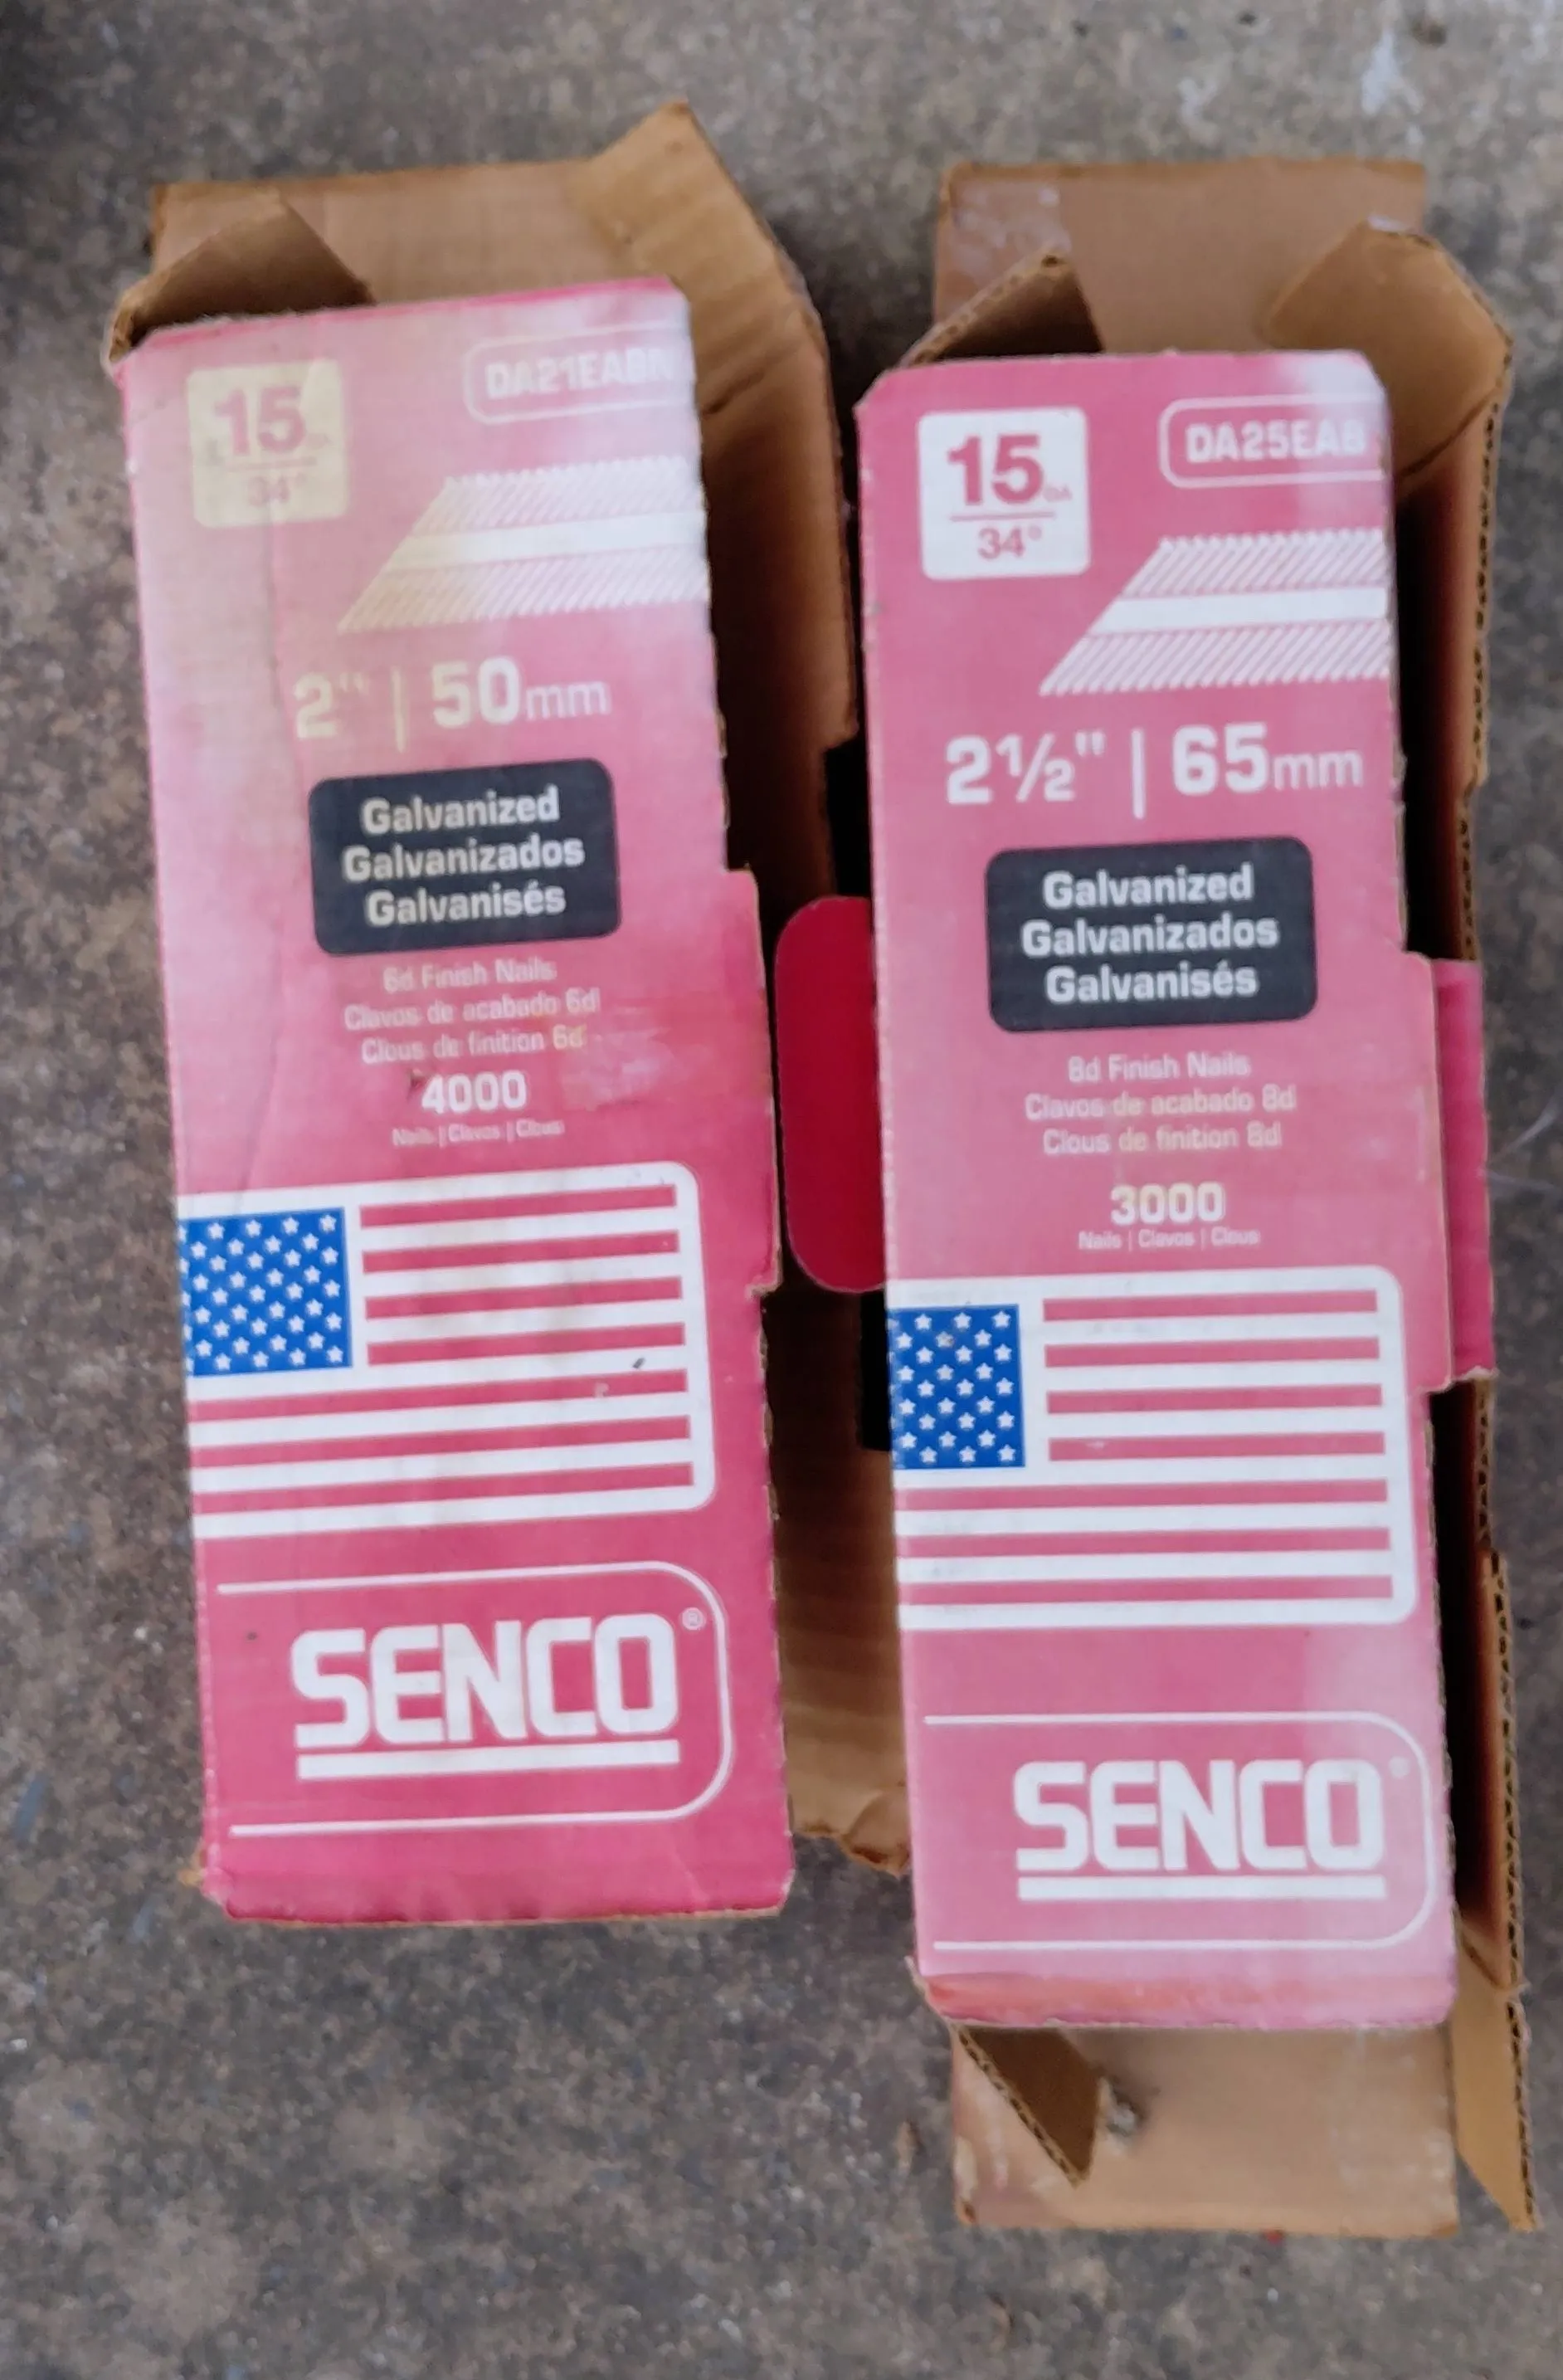 15 GA
34°
DA21EABN
2" | 50mm
Galvanized
Galvanizados
Galvanisés
6d Finish Nails
Clavos de acabado 6d
Clous de finition 6d
4000
Nails | Clavos | Clous
SENCO®
15 GA
34°
DA25EAB
2½" | 65mm
Galvanized
Galvanizados
Galvanisés
8d Finish Nails
Clavos de acabado 8d
Clous de finition 8d
3000
Nails | Clavos | Clous
SENCO®